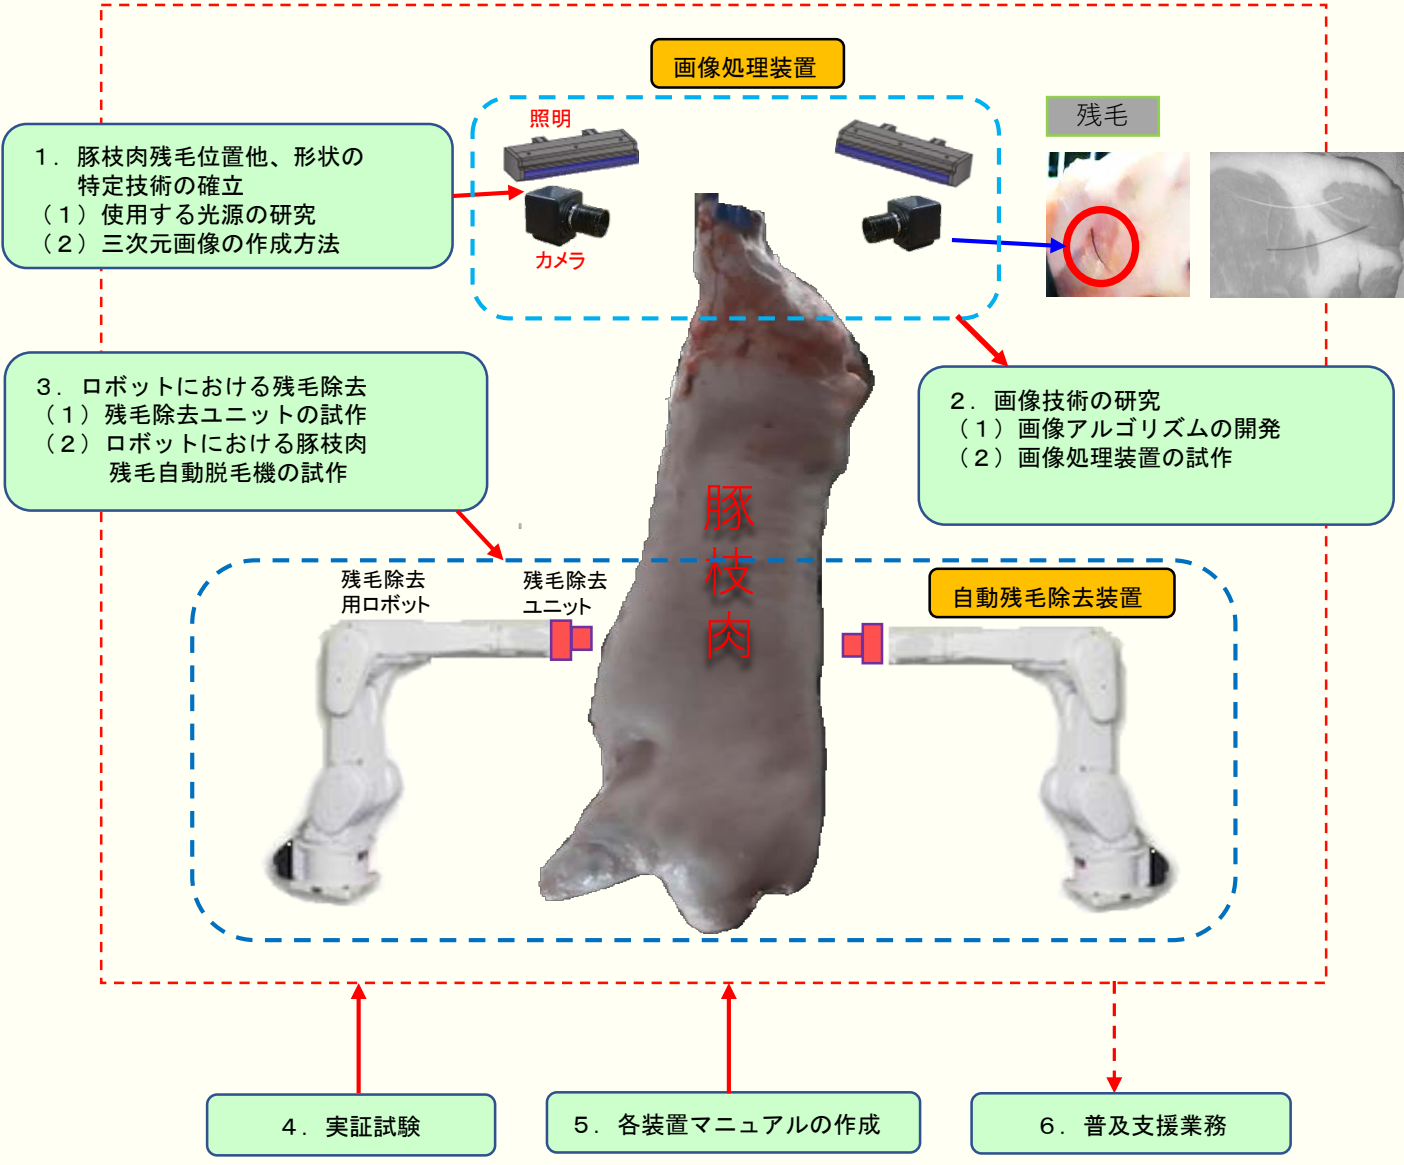 画像処理装置
照明
残毛
1．豚枝肉残毛位置他、形状の
特定技術の確立
（1）使用する光源の研究
（2）三次元画像の作成方法
カメラ
3．ロボットにおける残毛除去
（1）残毛除去ユニットの試作
（2）ロボットにおける豚枝肉
残毛自動脱毛機の試作
2．画像技術の研究
（1）画像アルゴリズムの開発
（2）画像処理装置の試作
豚枝肉
残毛除去
用ロボット
残毛除去
ユニット
自動残毛除去装置
4．実証試験
5．各装置マニュアルの作成
6．普及支援業務